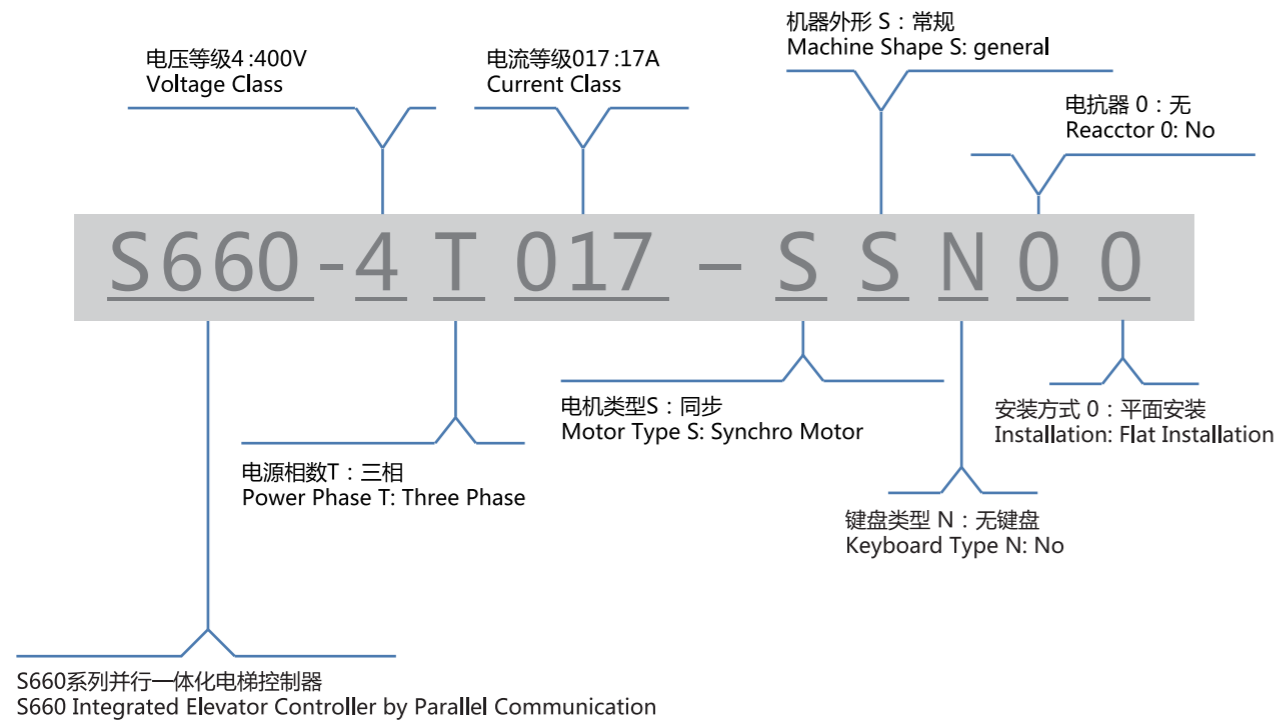 机器外形 S：常规
Machine Shape S: general
电压等级4:400V
Voltage Class
电流等级017:17A
Current Class
电抗器 0：无
Reacctor 0: No
S660-4T017 – SSN00
电机类型S：同步
Motor Type S: Synchro Motor
安装方式 0：平面安装
Installation: Flat Installation
电源相数T：三相
Power Phase T: Three Phase
键盘类型 N：无键盘
Keyboard Type N: No
S660系列并行一体化电梯控制器
S660 Integrated Elevator Controller by Parallel Communication